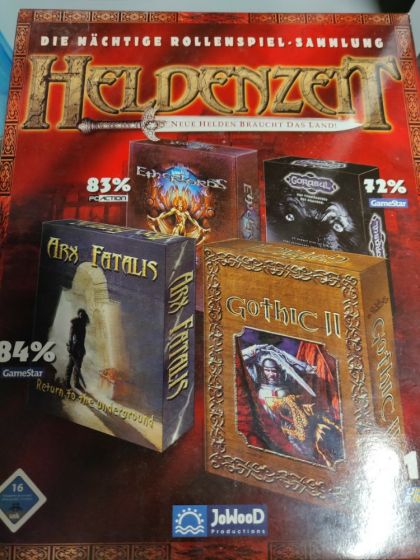 DIE MÄCHTIGE ROLLENSPIEL-SAMMLUNG
HELDENZEIT
NEUE HELDEN BRAUCHT DAS LAND!
83%
PC ACTION
ETHERLORDS
72%
GameStar
ARX FATALIS
ARX FATALIS
84%
GameStar
Return to the underground
Gothic II
Gothic II
16
JoWooD
Productions